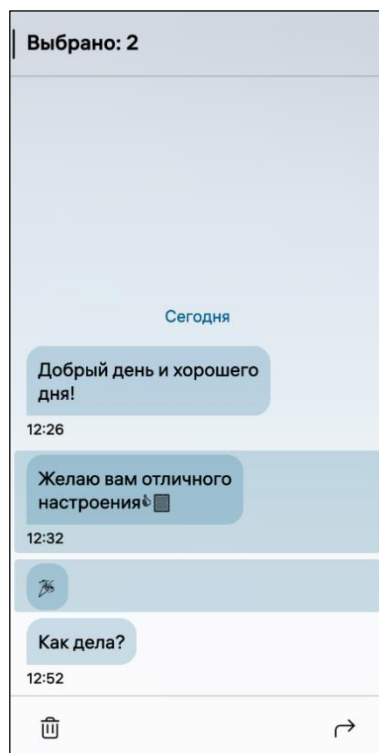 Выбрано: 2
Сегодня
Добрый день и хорошего
дня!
12:26
Желаю вам отличного
настроения
12:32
Как дела?
12:52